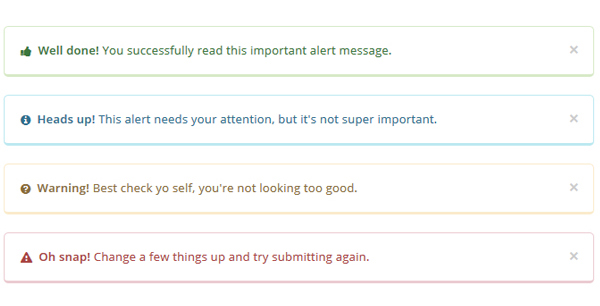 Well done! You successfully read this important alert message.
Heads up! This alert needs your attention, but it's not super important.
Warning! Best check yo self, you're not looking too good.
Oh snap! Change a few things up and try submitting again.